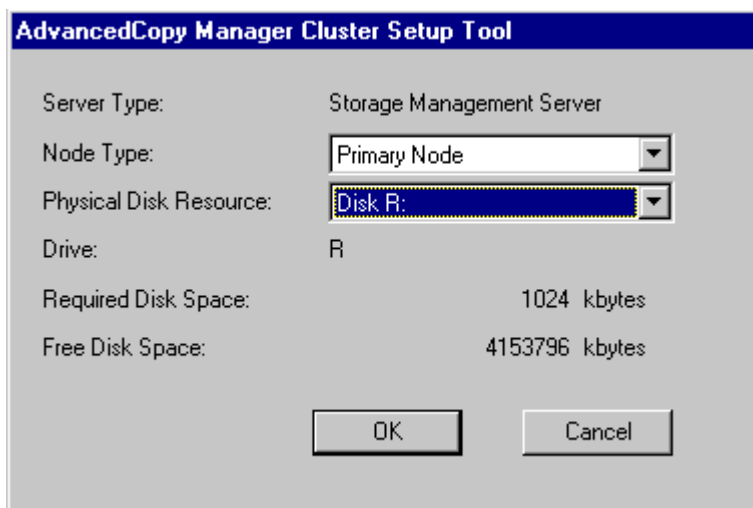 AdvancedCopy Manager Cluster Setup Tool
Server Type: Storage Management Server
Node Type: Primary Node
Physical Disk Resource: Disk R:
Drive: R
Required Disk Space: 1024 kbytes
Free Disk Space: 4153796 kbytes
OK Cancel